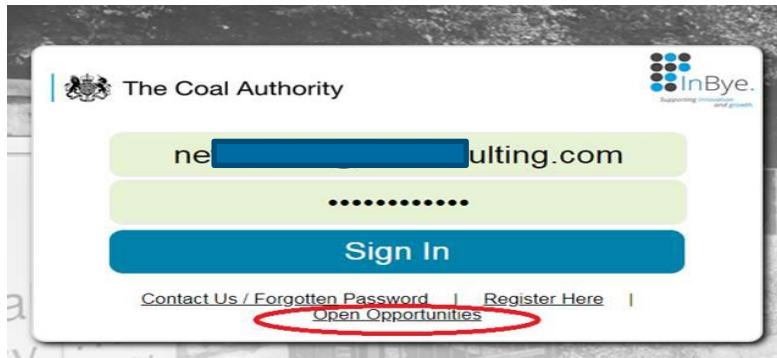 The Coal Authority
InBye.
Supporting innovation
and growth.
ne ulting.com
••••••••••••
Sign In
Contact Us / Forgotten Password | Register Here |
Open Opportunities